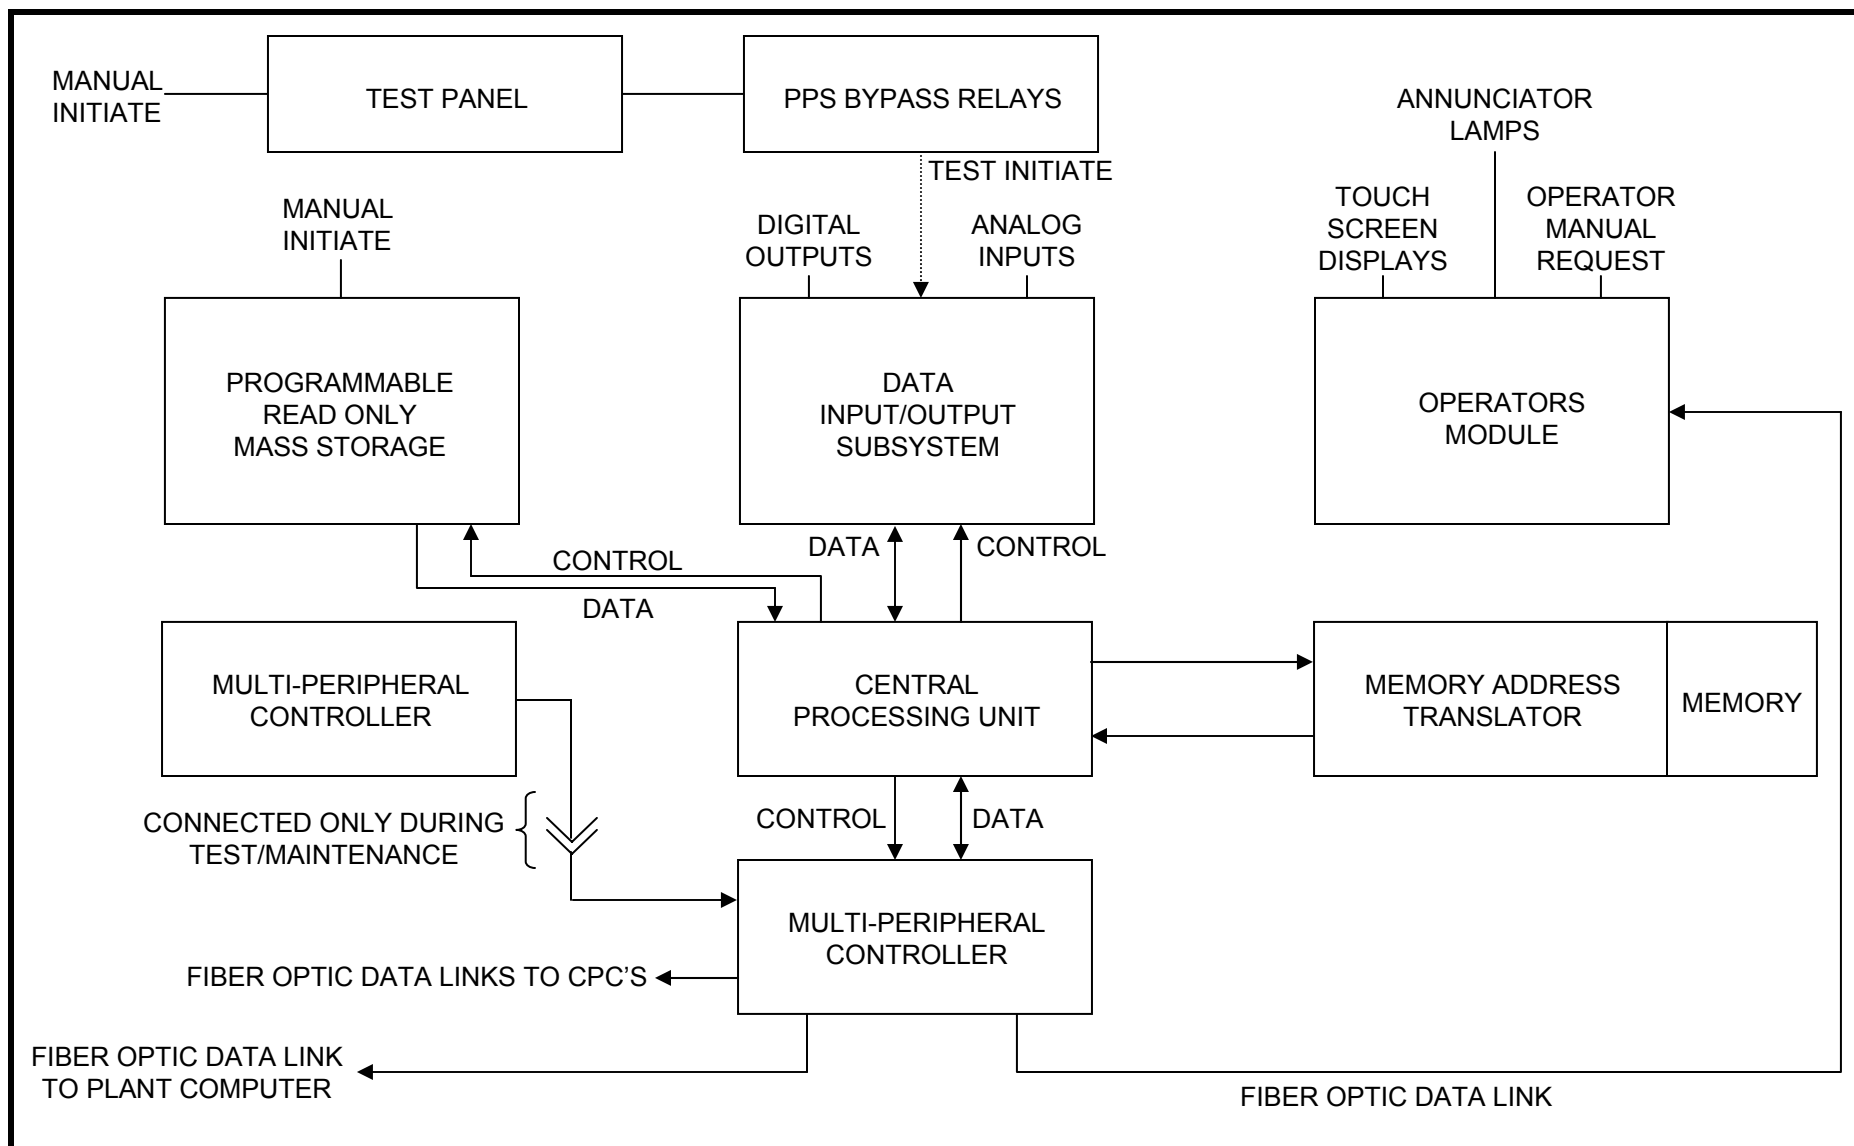 MANUAL
INITIATE
TEST PANEL
PPS BYPASS RELAYS
ANNUNCIATOR
LAMPS
TEST INITIATE
MANUAL
INITIATE
DIGITAL
OUTPUTS
ANALOG
INPUTS
TOUCH
SCREEN
DISPLAYS
OPERATOR
MANUAL
REQUEST
PROGRAMMABLE
READ ONLY
MASS STORAGE
DATA
INPUT/OUTPUT
SUBSYSTEM
OPERATORS
MODULE
CONTROL
DATA
DATA
CONTROL
MULTI-PERIPHERAL
CONTROLLER
CENTRAL
PROCESSING UNIT
MEMORY ADDRESS
TRANSLATOR
MEMORY
CONNECTED ONLY DURING
TEST/MAINTENANCE
CONTROL
DATA
MULTI-PERIPHERAL
CONTROLLER
FIBER OPTIC DATA LINKS TO CPC'S
FIBER OPTIC DATA LINK
TO PLANT COMPUTER
FIBER OPTIC DATA LINK